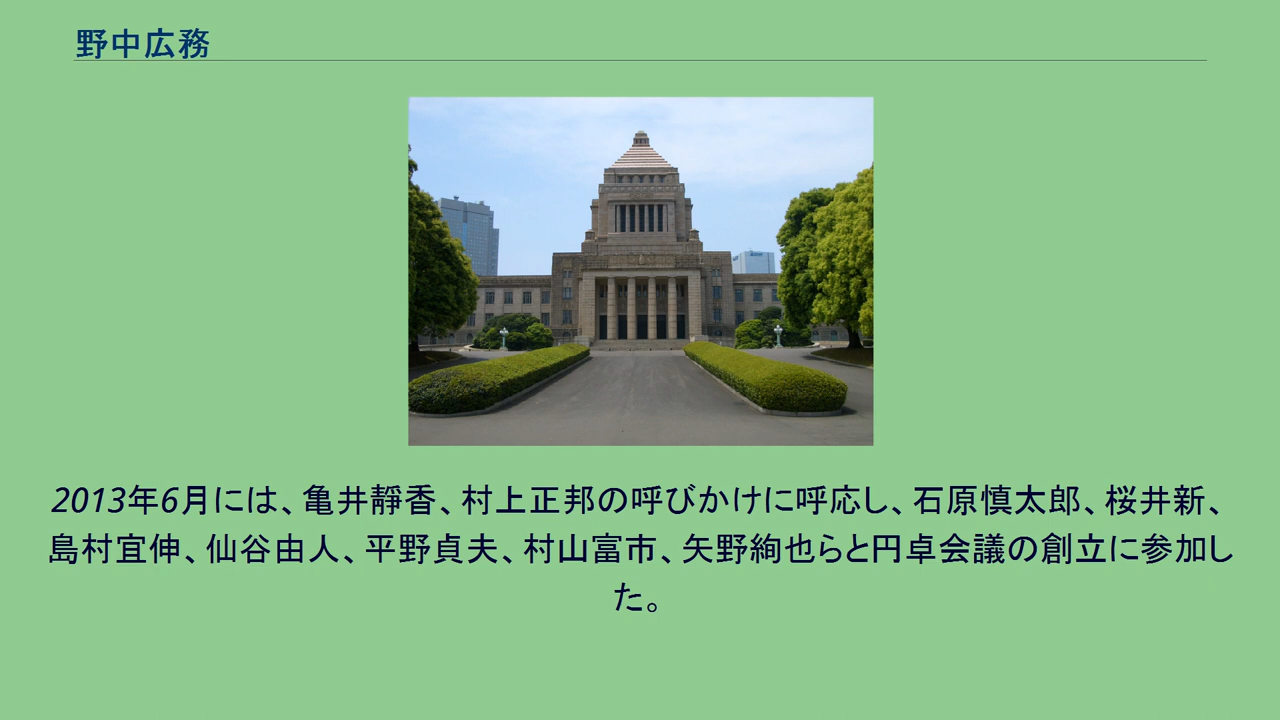 野中広務
2013年6月には、亀井靜香、村上正邦の呼びかけに呼応し、石原慎太郎、桜井新、
島村宜伸、仙谷由人、平野貞夫、村山富市、矢野絢也らと円卓会議の創立に参加し
た。